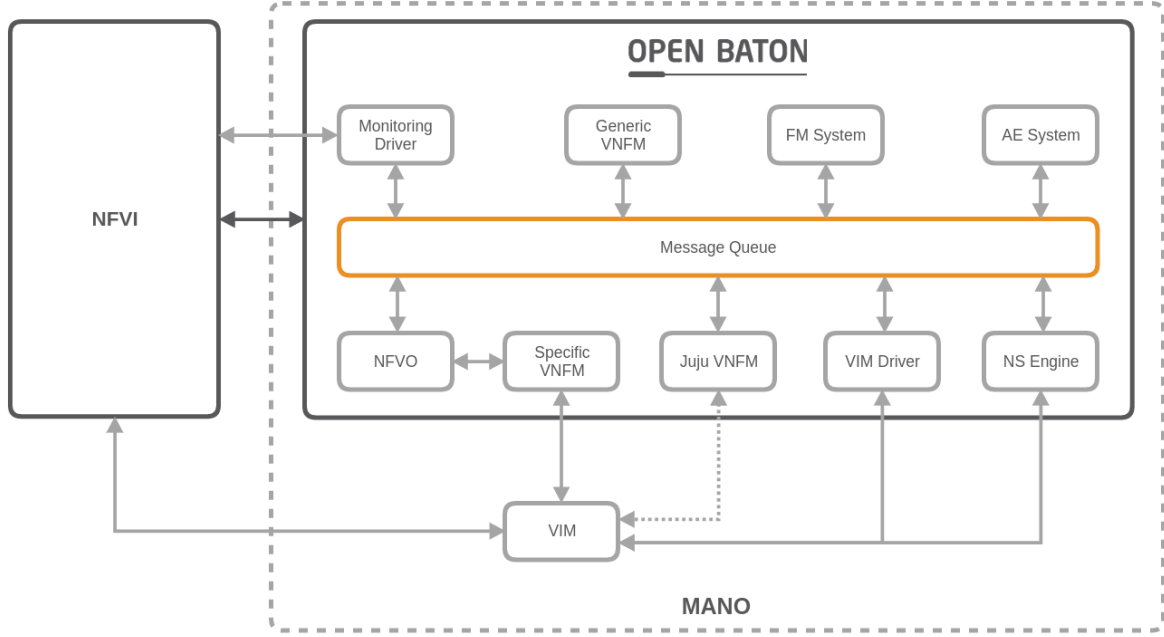 OPEN BATON
Monitoring
Driver
Generic
VNFM
FM System
AE System
NFVI
Message Queue
NFVO
Specific
VNFM
Juju VNFM
VIM Driver
NS Engine
VIM
MANO